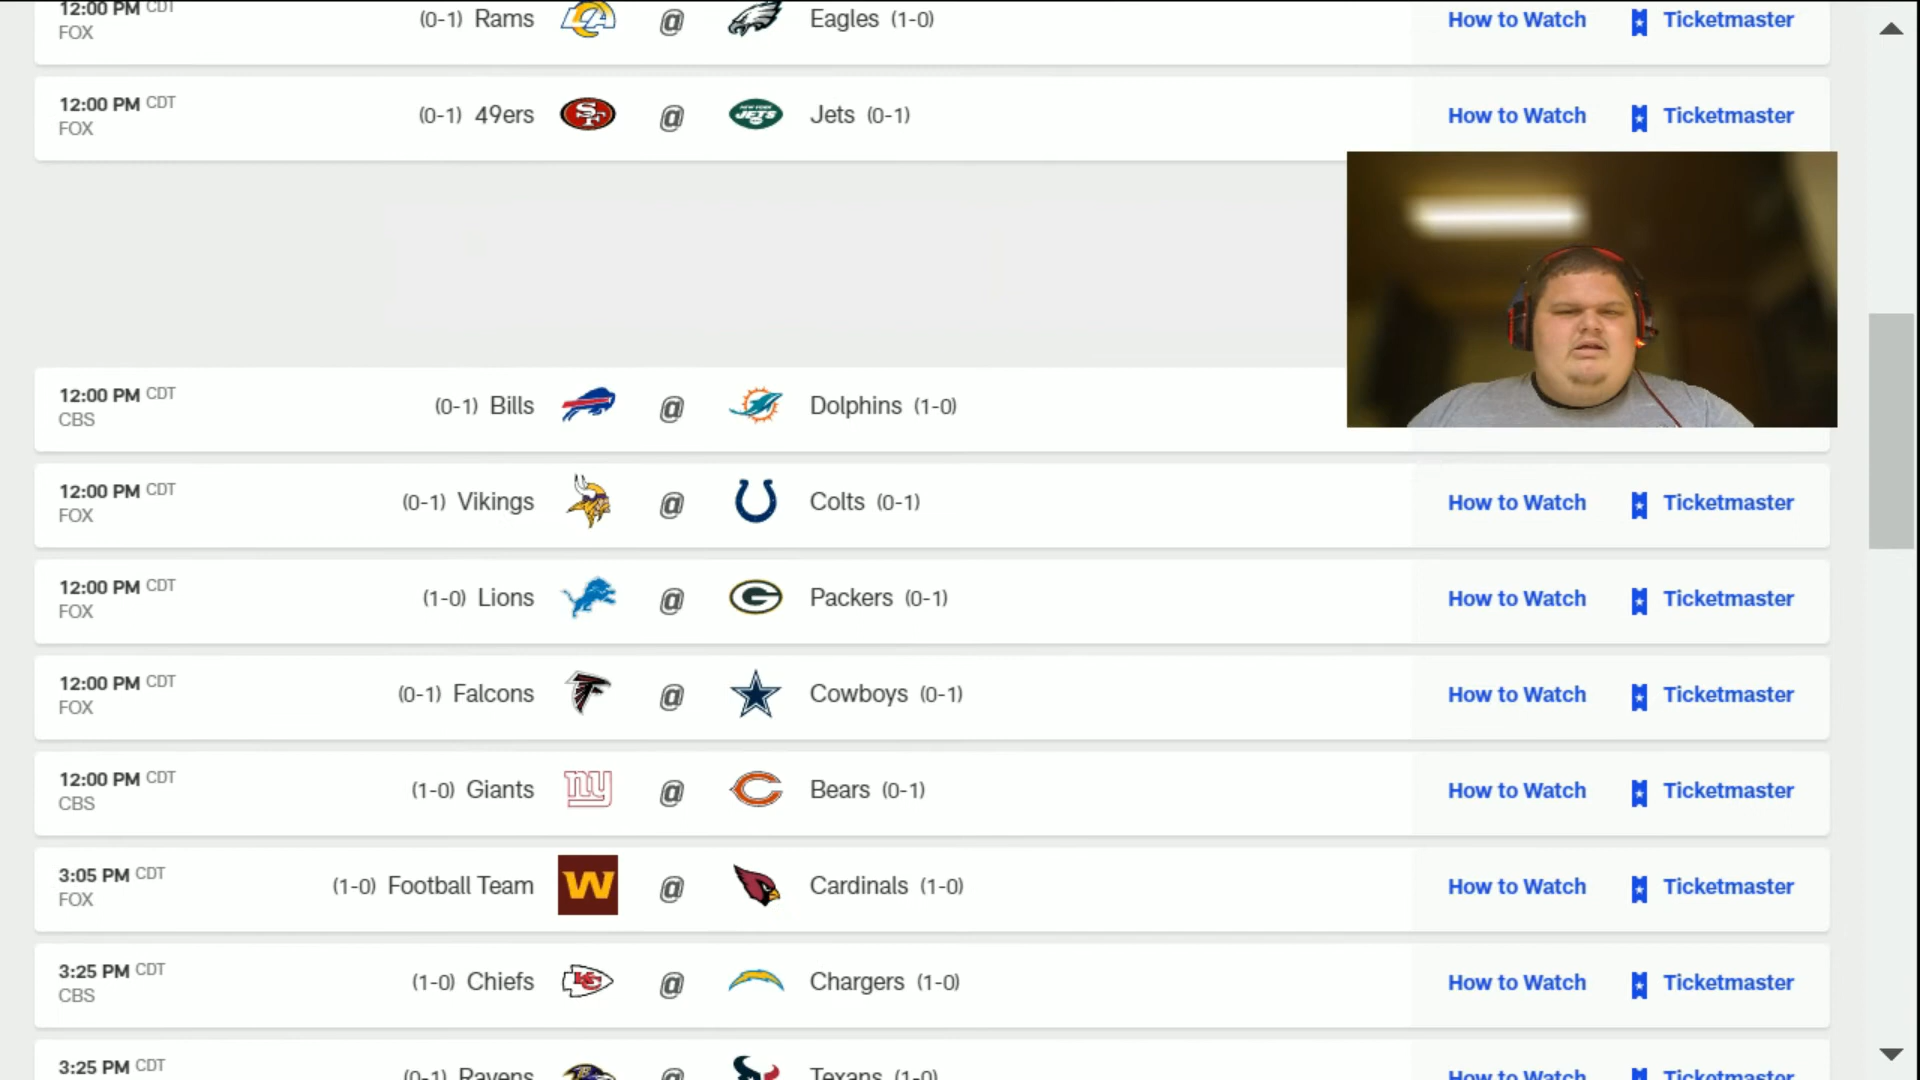 12:00 PM CDT
FOX
(0-1) Rams @ Eagles (1-0)
How to Watch Ticketmaster
12:00 PM CDT
FOX
(0-1) 49ers SF @ NEW YORK JETS Jets (0-1)
How to Watch Ticketmaster
12:00 PM CDT
CBS
(0-1) Bills @ Dolphins (1-0)
12:00 PM CDT
FOX
(0-1) Vikings @ Colts (0-1)
How to Watch Ticketmaster
12:00 PM CDT
FOX
(1-0) Lions @ G Packers (0-1)
How to Watch Ticketmaster
12:00 PM CDT
FOX
(0-1) Falcons @ Cowboys (0-1)
How to Watch Ticketmaster
12:00 PM CDT
CBS
(1-0) Giants ny @ C Bears (0-1)
How to Watch Ticketmaster
3:05 PM CDT
FOX
(1-0) Football Team W @ Cardinals (1-0)
How to Watch Ticketmaster
3:25 PM CDT
CBS
(1-0) Chiefs KC @ Chargers (1-0)
How to Watch Ticketmaster
3:25 PM CDT
(0-1) Ravens @ Texans (1-0)
How to Watch Ticketmaster